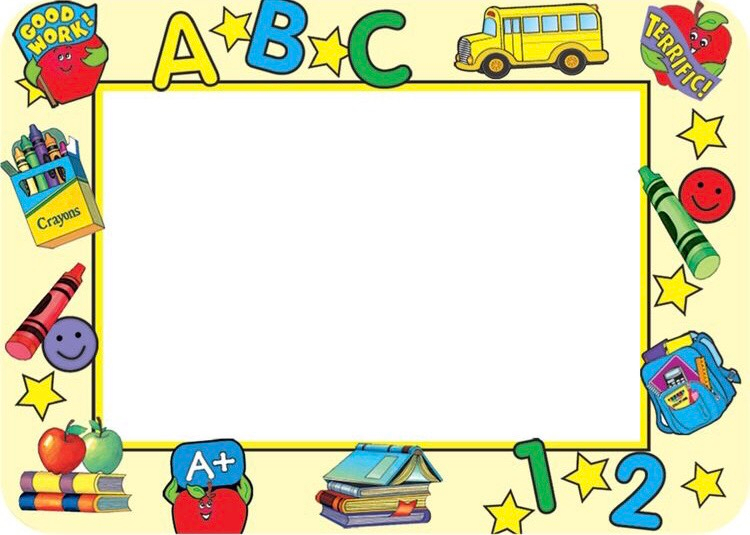 GOOD
WORK!
A B C
TERRIFIC!
Crayons
A+
1 2